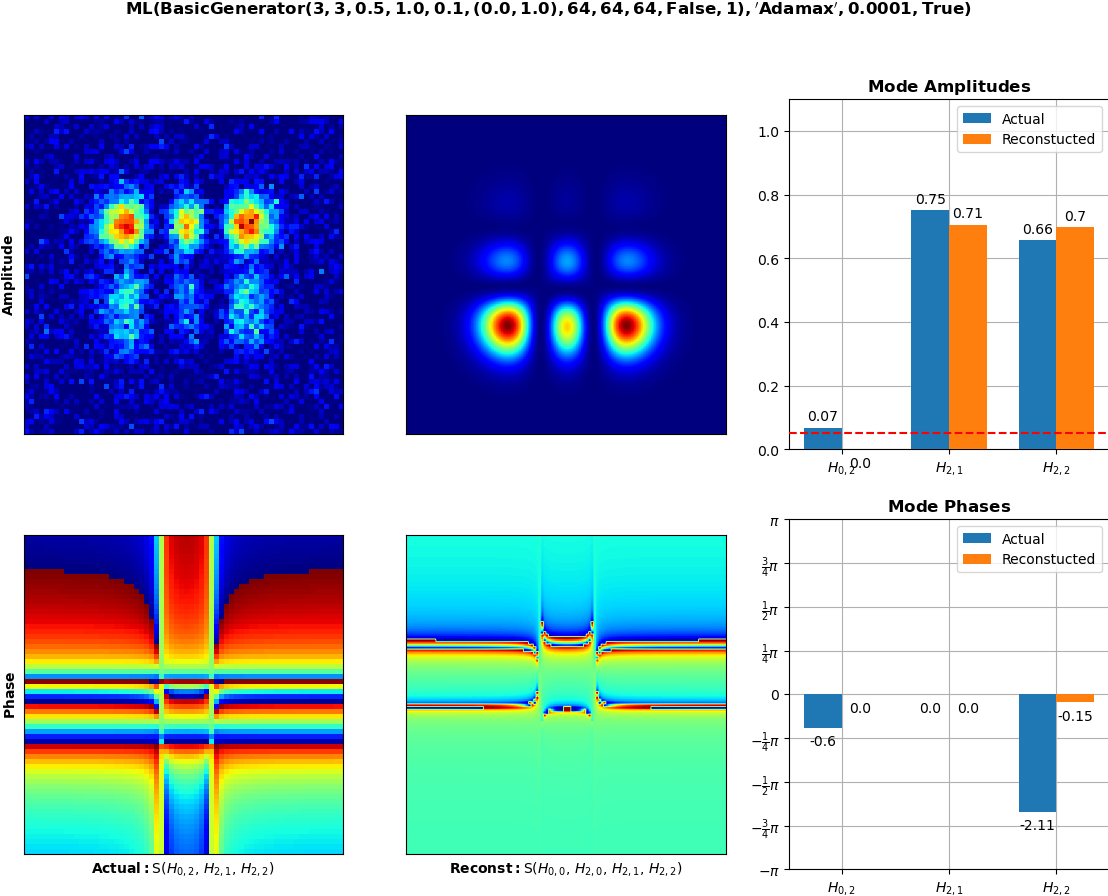 ML(BasicGenerator(3, 3, 0.5, 1.0, 0.1, (0.0, 1.0), 64, 64, 64, False, 1), ′Adamax′, 0.0001, True)
Amplitude
Mode Amplitudes
Actual
Reconstucted
1.0
0.8
0.6
0.4
0.2
0.0
0.07
0.0
0.75
0.71
0.66
0.7
H₀,₂
H₂,₁
H₂,₂
Phase
Actual: S(H₀,₂, H₂,₁, H₂,₂)
Reconst: S(H₀,₀, H₂,₀, H₂,₁, H₂,₂)
Mode Phases
Actual
Reconstucted
π
3/4π
1/2π
1/4π
0
−1/4π
−1/2π
−3/4π
−π
-0.6
0.0
0.0
0.0
-2.11
-0.15
H₀,₂
H₂,₁
H₂,₂